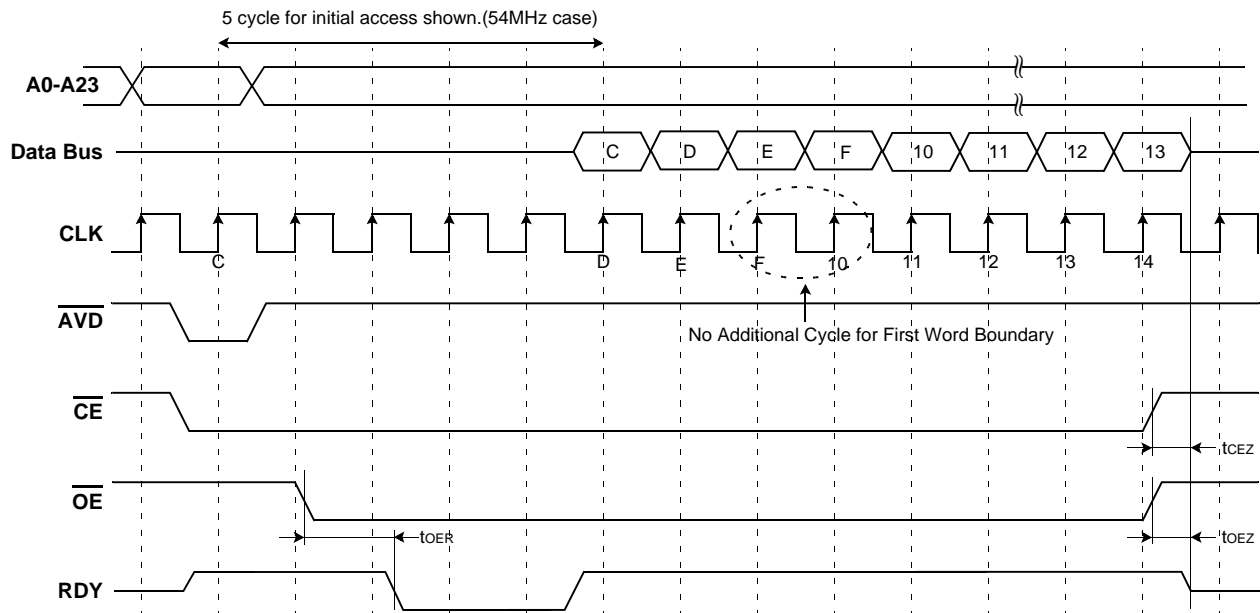 5 cycle for initial access shown.(54MHz case)
A0-A23
Data Bus C D E F 10 11 12 13
CLK
C D E F 10 11 12 13 14
AVD
No Additional Cycle for First Word Boundary
CE
tCEZ
OE
tOER tOEZ
RDY